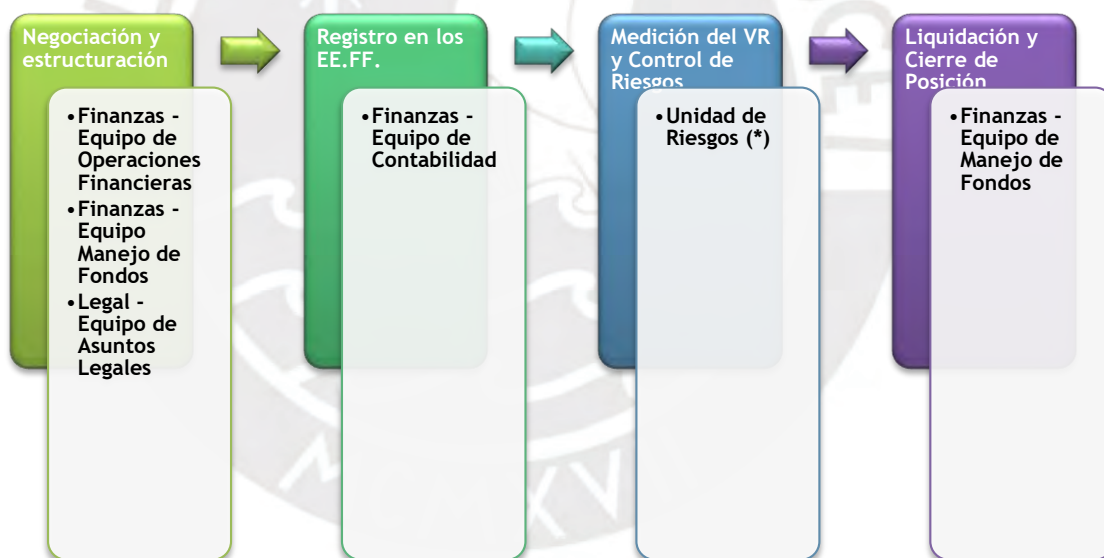 Negociación y
estructuración
•Finanzas -
Equipo de
Operaciones
Financieras
•Finanzas -
Equipo
Manejo de
Fondos
•Legal -
Equipo de
Asuntos
Legales
Registro en los
EE.FF.
•Finanzas -
Equipo de
Contabilidad
Medición del VR
y Control de
Riesgos
•Unidad de
Riesgos (*)
Liquidación y
Cierre de
Posición
•Finanzas -
Equipo de
Manejo de
Fondos